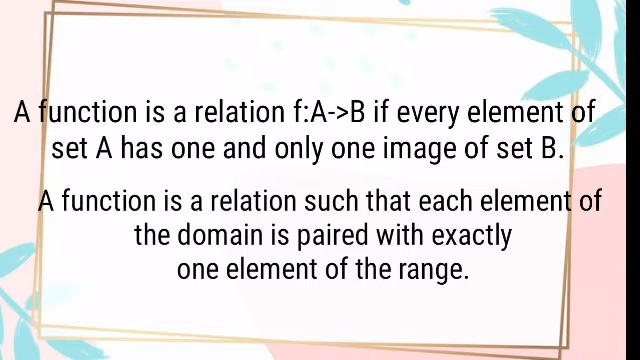 A function is a relation f:A->B if every element of
set A has one and only one image of set B.
A function is a relation such that each element of
the domain is paired with exactly
one element of the range.